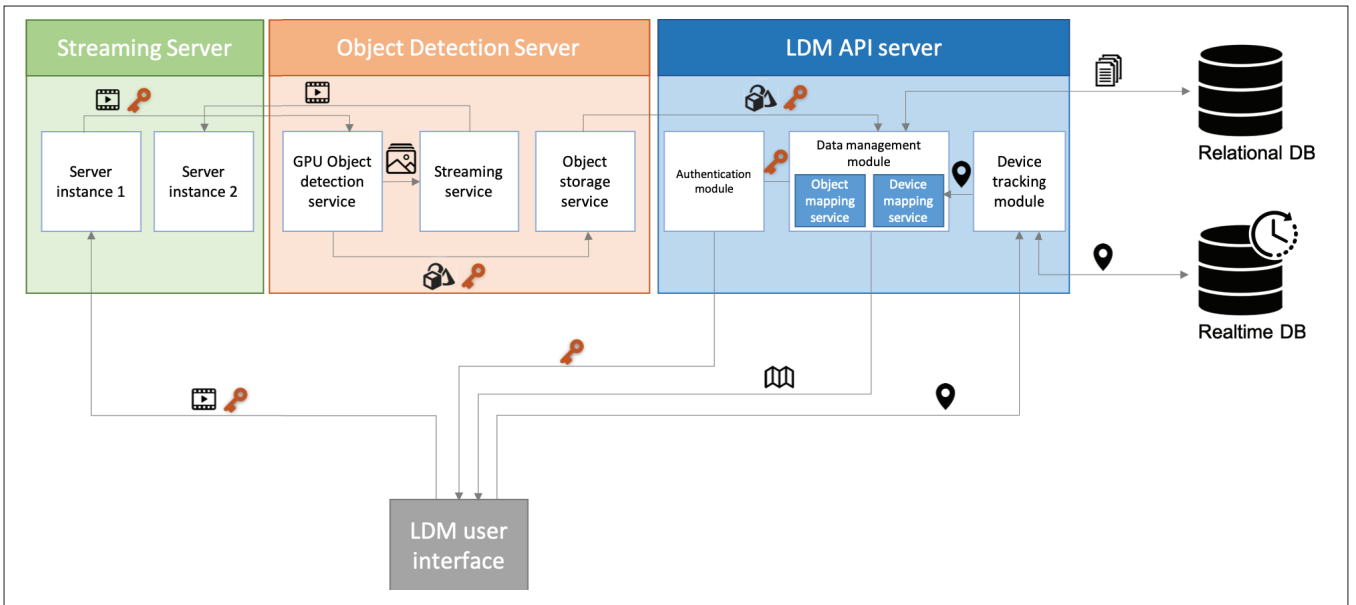 Streaming Server
Object Detection Server
LDM API server
Server
instance 1
Server
instance 2
GPU Object
detection
service
Streaming
service
Object
storage
service
Authentication
module
Data management
module
Object
mapping
service
Device
mapping
service
Device
tracking
module
Relational DB
Realtime DB
LDM user
interface